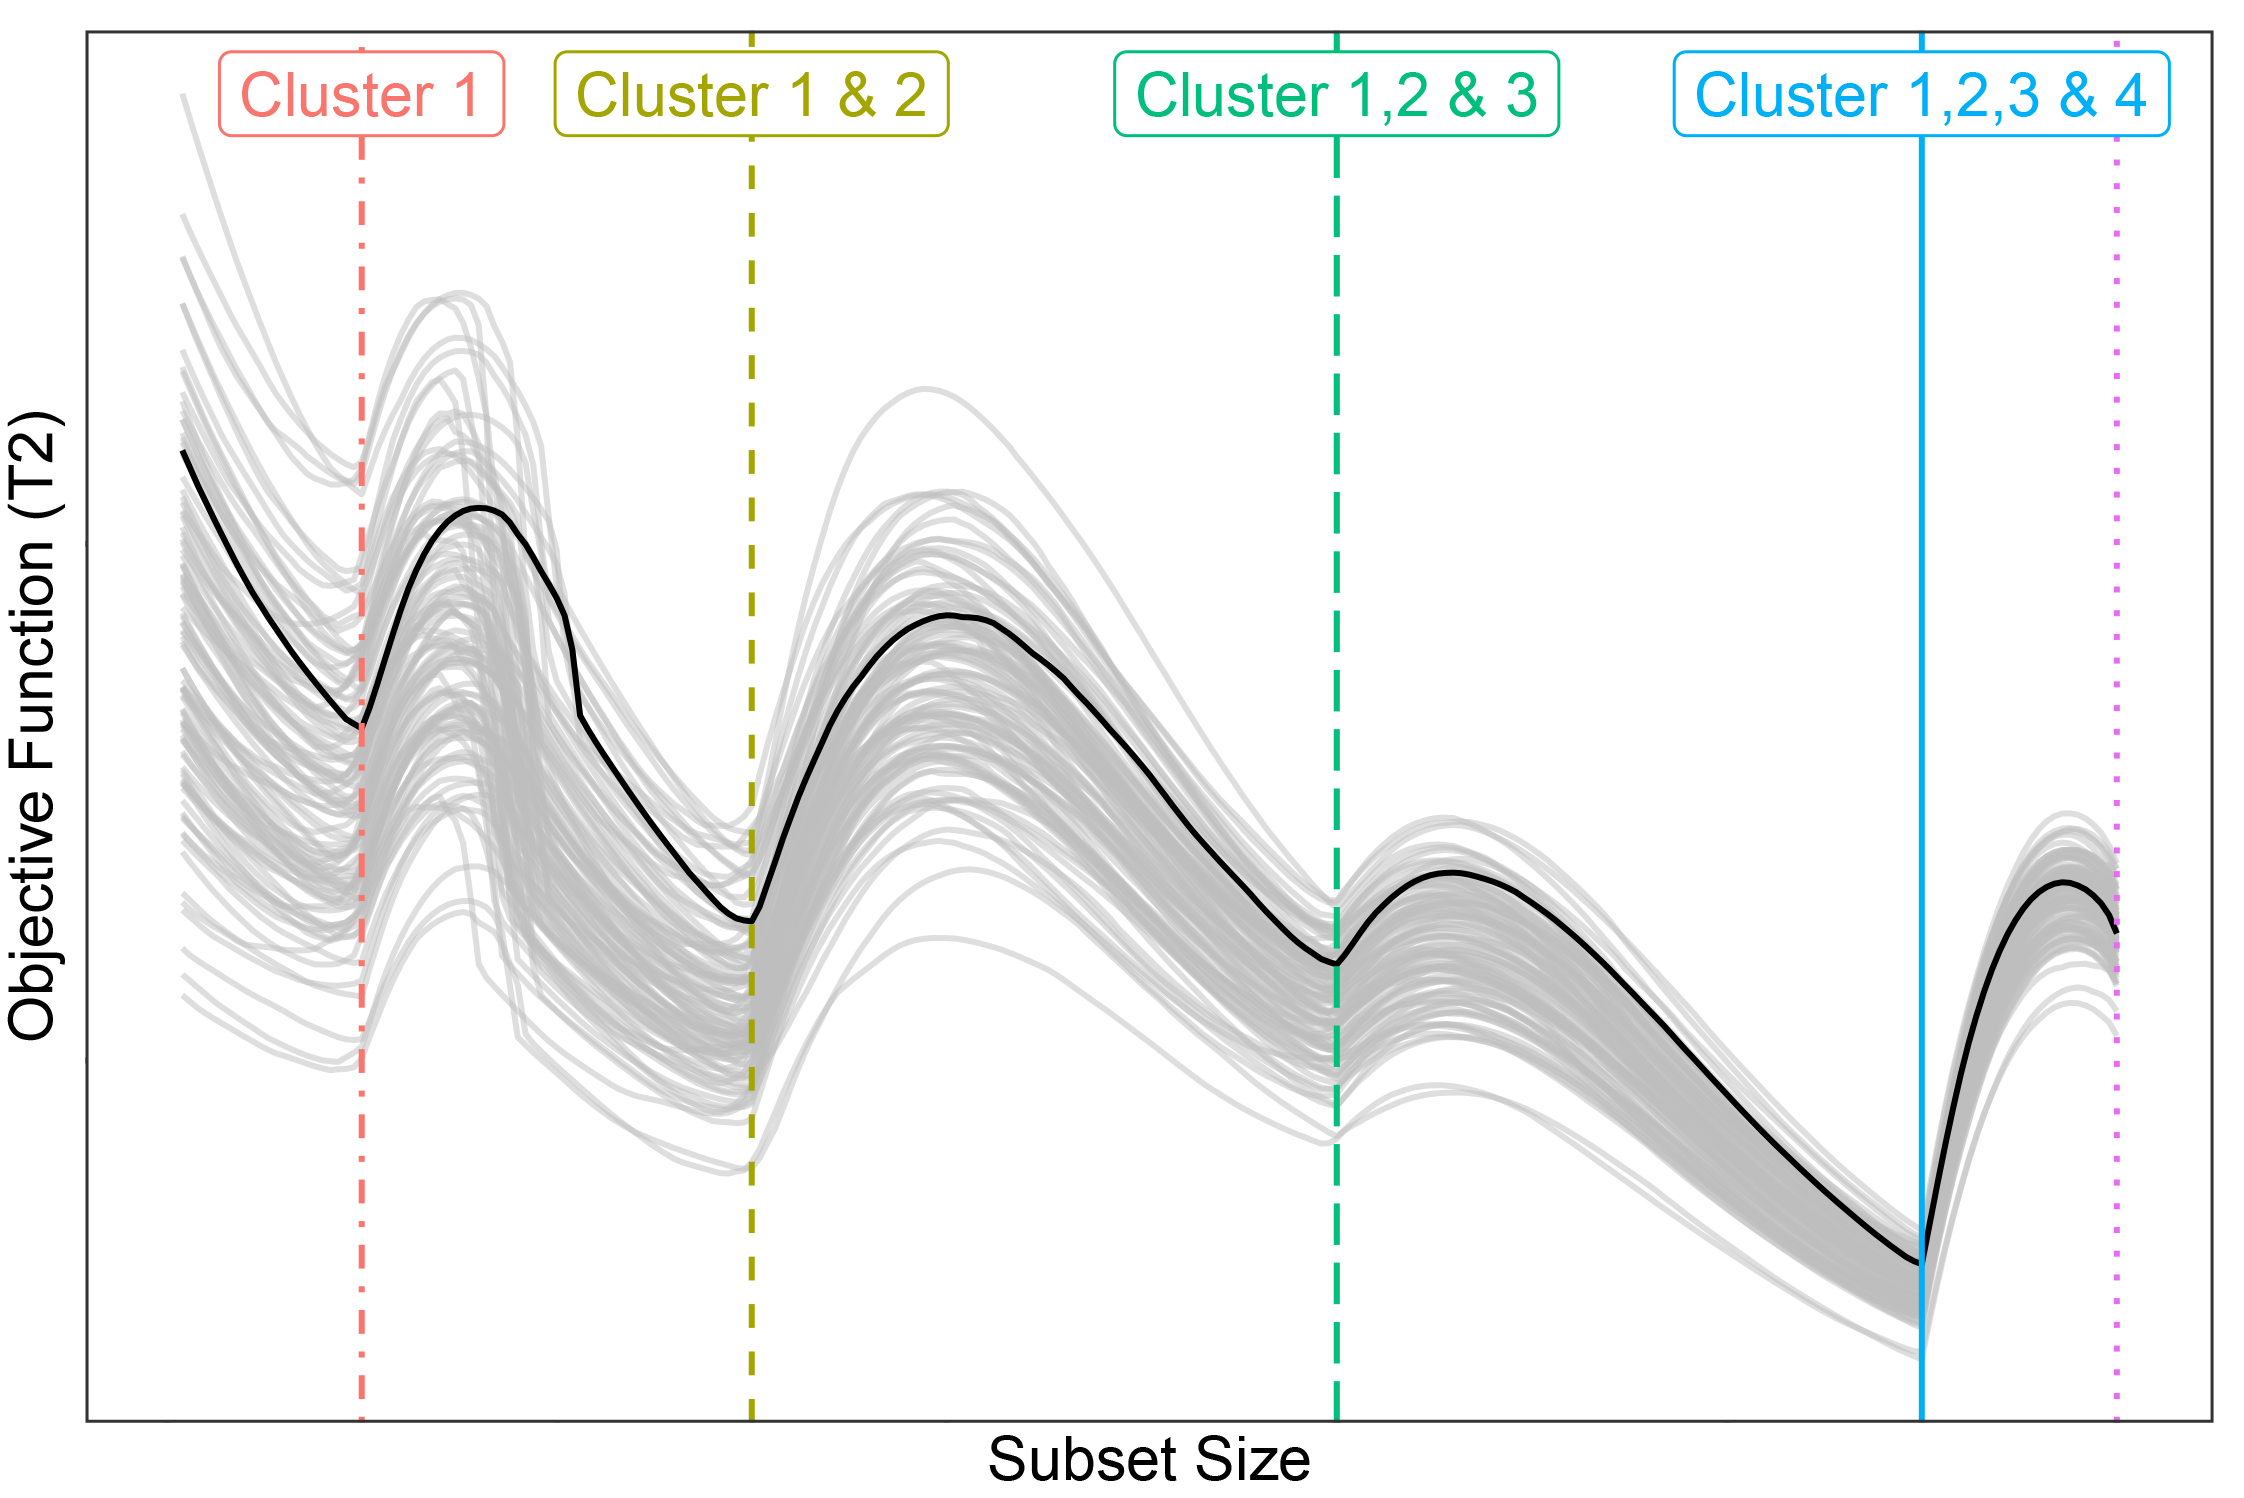 Cluster 1
Cluster 1 & 2
Cluster 1,2 & 3
Cluster 1,2,3 & 4
Objective Function (T2)
Subset Size